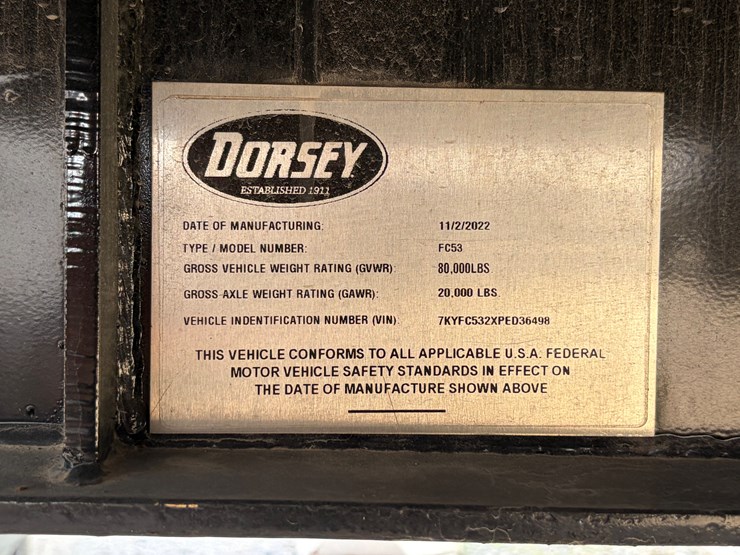 DORSEY
ESTABLISHED 1911
DATE OF MANUFACTURING: 11/2/2022
TYPE / MODEL NUMBER: FC53
GROSS VEHICLE WEIGHT RATING (GVWR): 80,000LBS
GROSS AXLE WEIGHT RATING (GAWR): 20,000 LBS.
VEHICLE INDENTIFICATION NUMBER (VIN). 7KYFC532XPED36498
THIS VEHICLE CONFORMS TO ALL APPLICABLE U.S.A. FEDERAL
MOTOR VEHICLE SAFETY STANDARDS IN EFFECT ON
THE DATE OF MANUFACTURE SHOWN ABOVE